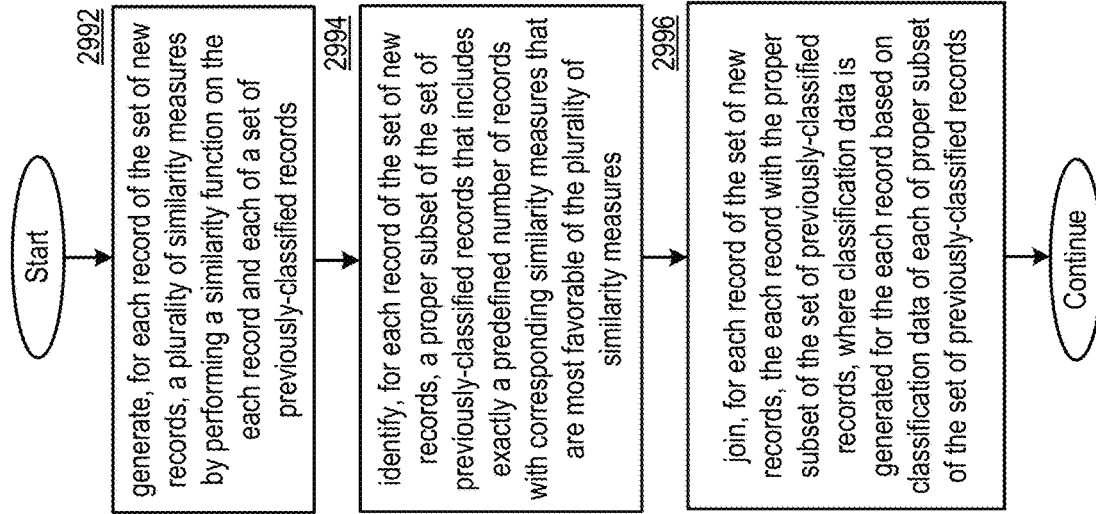 Start
2992
generate, for each record of the set of new
records, a plurality of similarity measures
by performing a similarity function on the
each record and each of a set of
previously-classified records
2994
identify, for each record of the set of new
records, a proper subset of the set of
previously-classified records that includes
exactly a predefined number of records
with corresponding similarity measures that
are most favorable of the plurality of
similarity measures
2996
join, for each record of the set of new
records, the each record with the proper
subset of the set of previously-classified
records, where classification data is
generated for the each record based on
classification data of each of proper subset
of the set of previously-classified records
Continue